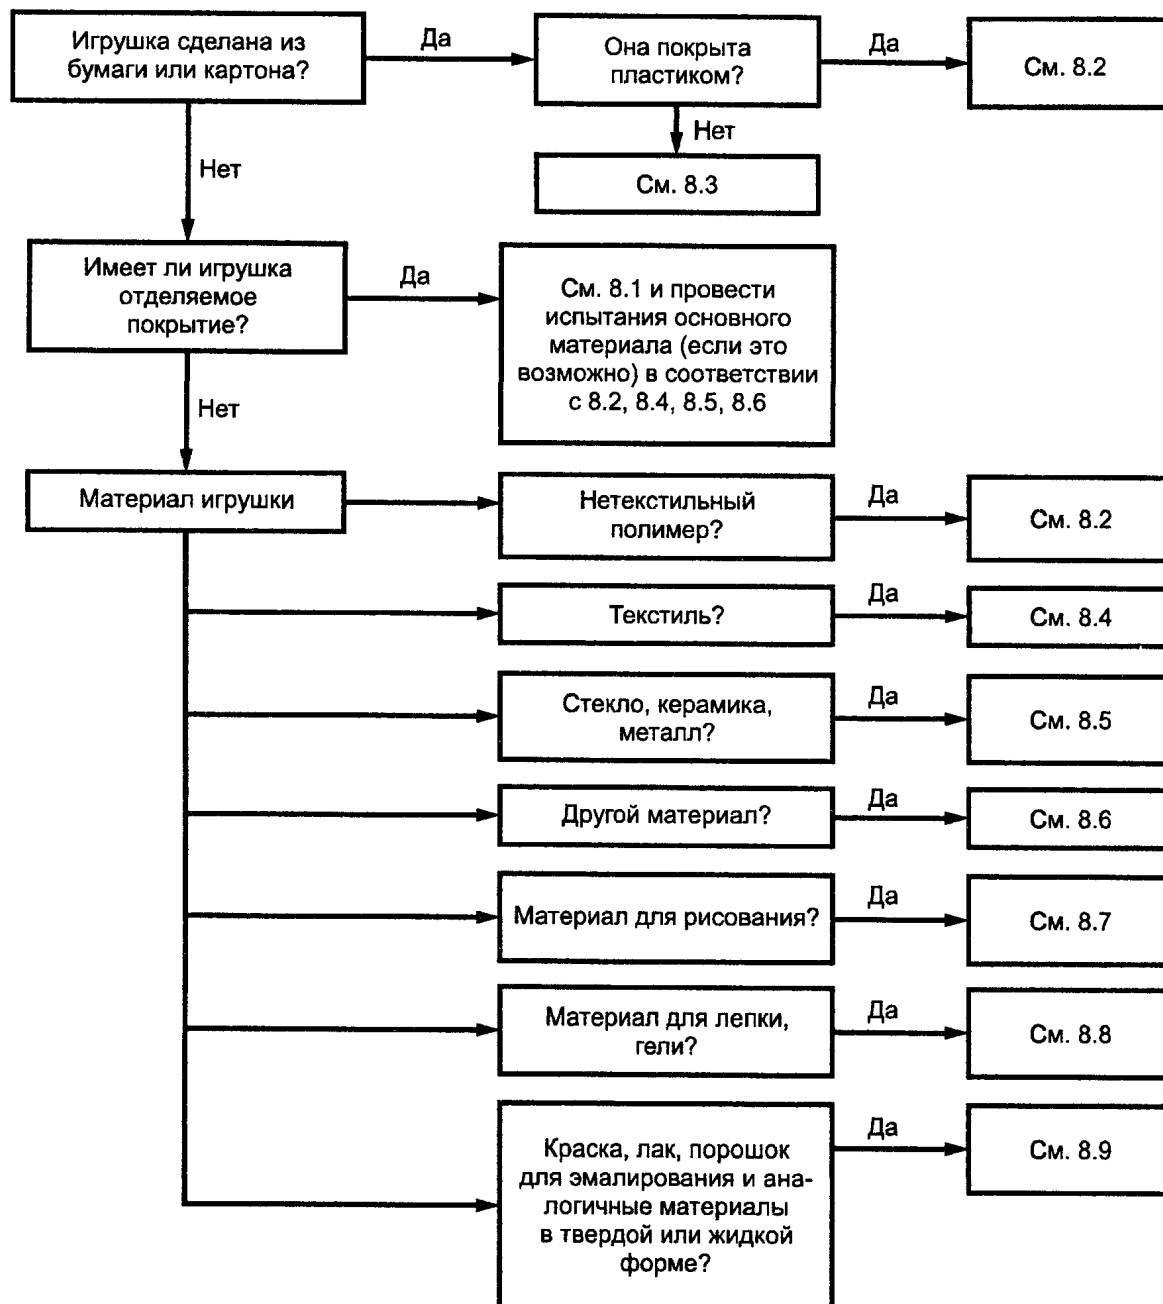 Игрушка сделана из
бумаги или картона?
Да
Она покрыта
пластиком?
Да
См. 8.2
Нет
Нет
См. 8.3
Имеет ли игрушка
отделяемое
покрытие?
Да
См. 8.1 и провести
испытания основного
материала (если это
возможно) в соответствии
с 8.2, 8.4, 8.5, 8.6
Нет
Материал игрушки
Нетекстильный
полимер?
Да
См. 8.2
Текстиль?
Да
См. 8.4
Стекло, керамика,
металл?
Да
См. 8.5
Другой материал?
Да
См. 8.6
Материал для рисования?
Да
См. 8.7
Материал для лепки,
гели?
Да
См. 8.8
Краска, лак, порошок
для эмалирования и ана-
логичные материалы
в твердой или жидкой
форме?
Да
См. 8.9